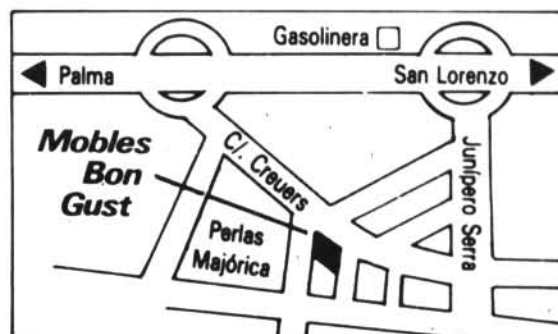 Gasolinera
Palma
San Lorenzo
Mobles
Bon
Gust
C/. Creuers
Junípero Serra
Perlas
Majórica